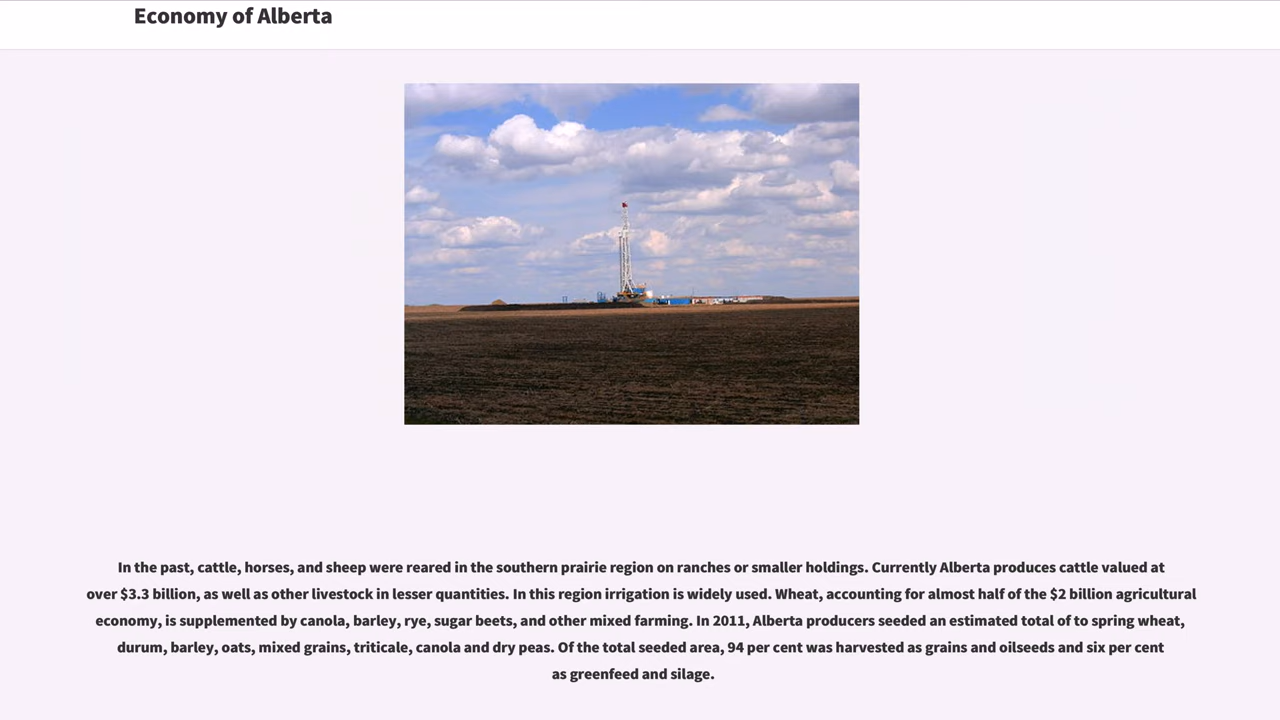 Economy of Alberta
In the past, cattle, horses, and sheep were reared in the southern prairie region on ranches or smaller holdings. Currently Alberta produces cattle valued at
over $3.3 billion, as well as other livestock in lesser quantities. In this region irrigation is widely used. Wheat, accounting for almost half of the $2 billion agricultural
economy, is supplemented by canola, barley, rye, sugar beets, and other mixed farming. In 2011, Alberta producers seeded an estimated total of to spring wheat,
durum, barley, oats, mixed grains, triticale, canola and dry peas. Of the total seeded area, 94 per cent was harvested as grains and oilseeds and six per cent
as greenfeed and silage.